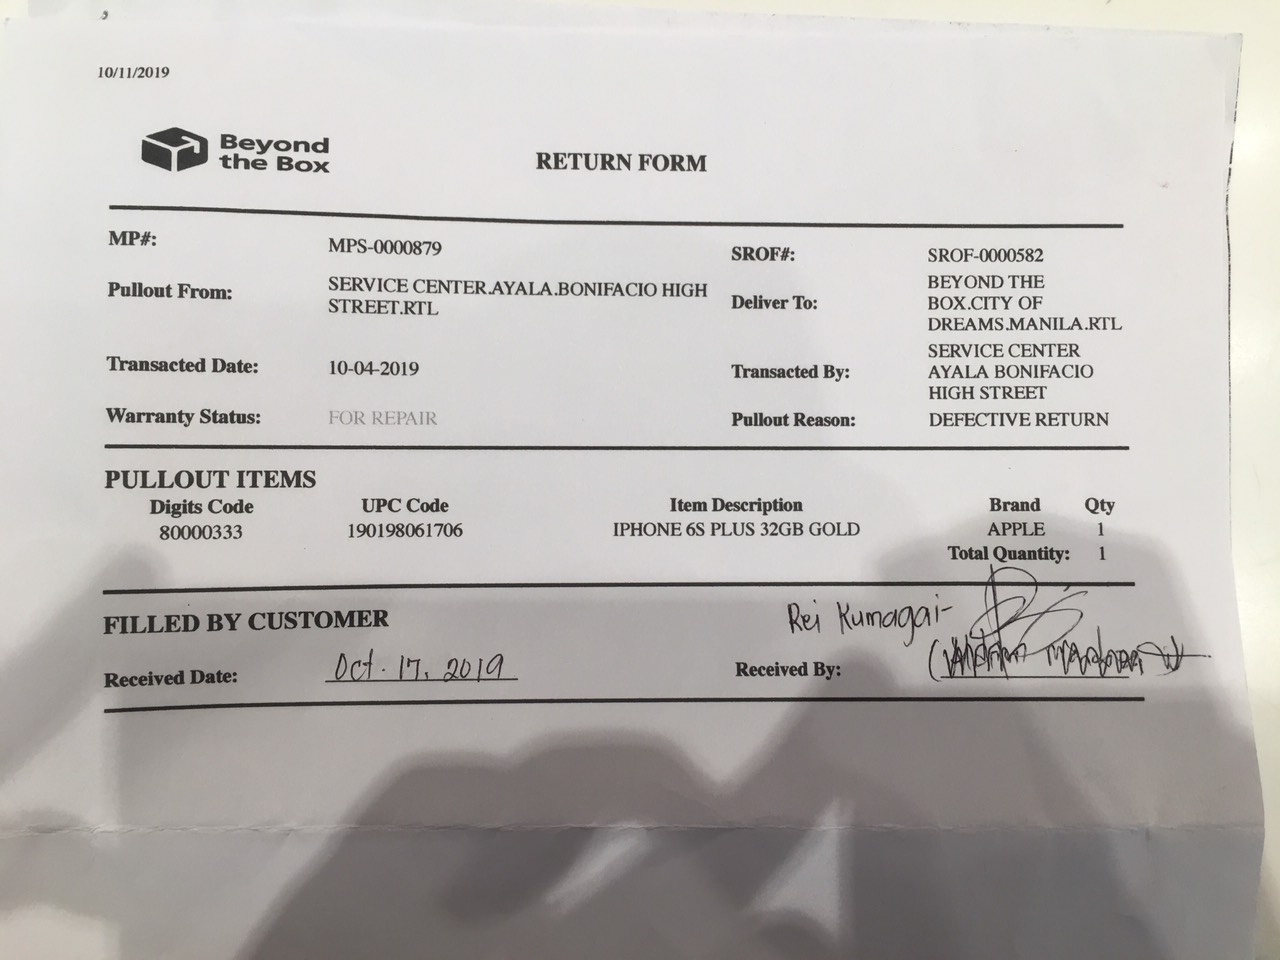 10/11/2019
Beyond
the Box
RETURN FORM
MP#: MPS-0000879 SROF#: SROF-0000582
Pullout From: SERVICE CENTER.AYALA.BONIFACIO HIGH
STREET.RTL
Deliver To: BEYOND THE
BOX.CITY OF
DREAMS.MANILA.RTL
Transacted Date: 10-04-2019
Transacted By: SERVICE CENTER
AYALA BONIFACIO
HIGH STREET
Warranty Status: FOR REPAIR Pullout Reason: DEFECTIVE RETURN
PULLOUT ITEMS
Digits Code UPC Code Item Description Brand Qty
80000333 190198061706 IPHONE 6S PLUS 32GB GOLD APPLE 1
Total Quantity: 1
FILLED BY CUSTOMER
Rei Kumagai-
Received Date: Oct. 17, 2019 Received By: